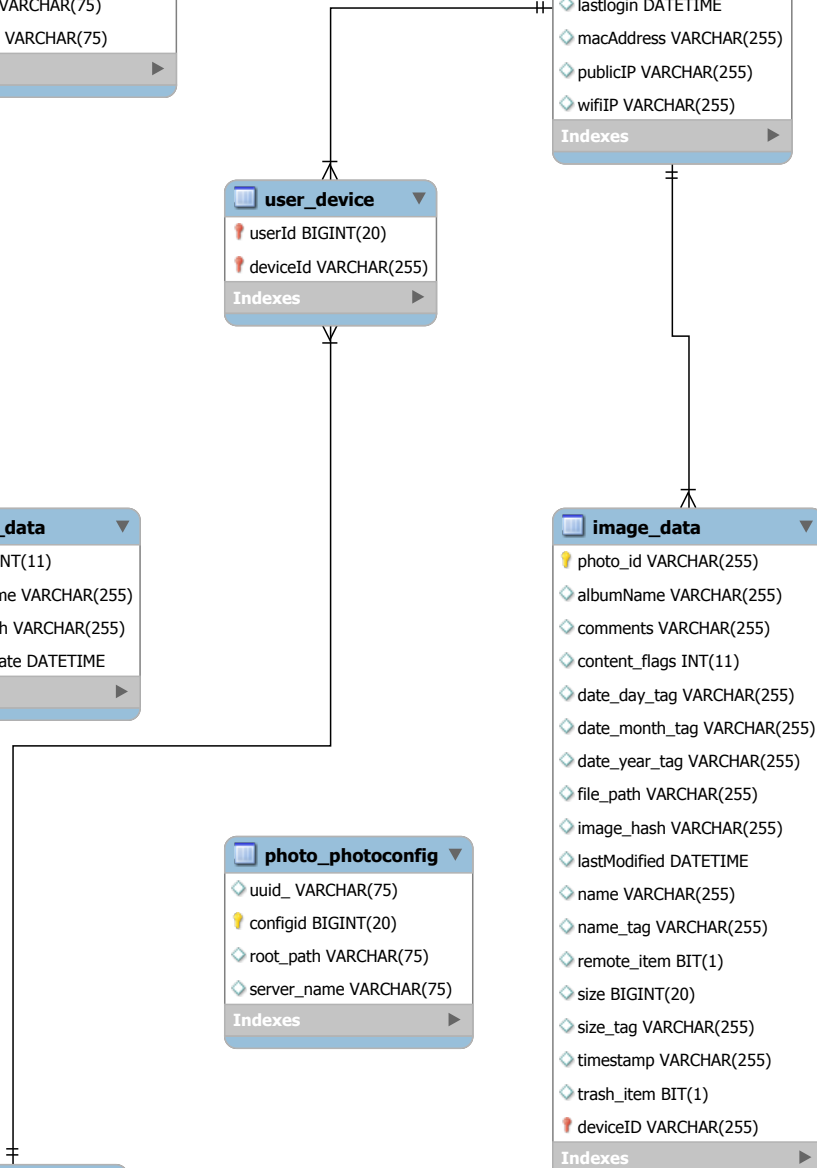 VARCHAR(75)
VARCHAR(75)
lastlogin DATETIME
macAddress VARCHAR(255)
publicIP VARCHAR(255)
wifiIP VARCHAR(255)
Indexes
user_device
userId BIGINT(20)
deviceId VARCHAR(255)
Indexes
_data
NT(11)
me VARCHAR(255)
h VARCHAR(255)
ate DATETIME
image_data
photo_id VARCHAR(255)
albumName VARCHAR(255)
comments VARCHAR(255)
content_flags INT(11)
date_day_tag VARCHAR(255)
date_month_tag VARCHAR(255)
date_year_tag VARCHAR(255)
file_path VARCHAR(255)
image_hash VARCHAR(255)
lastModified DATETIME
name VARCHAR(255)
name_tag VARCHAR(255)
remote_item BIT(1)
size BIGINT(20)
size_tag VARCHAR(255)
timestamp VARCHAR(255)
trash_item BIT(1)
deviceID VARCHAR(255)
Indexes
photo_photoconfig
uuid_ VARCHAR(75)
configid BIGINT(20)
root_path VARCHAR(75)
server_name VARCHAR(75)
Indexes